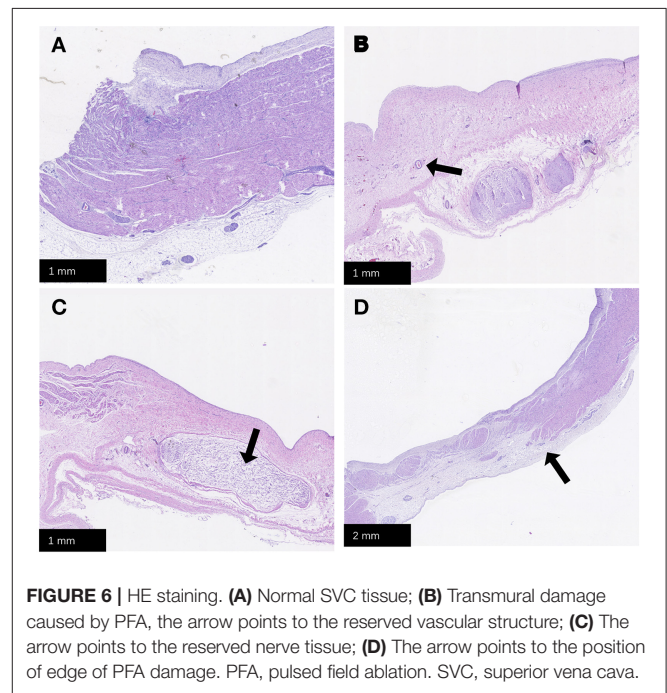 A
B
1 mm
1 mm
C
D
1 mm
2 mm
FIGURE 6 | HE staining. (A) Normal SVC tissue; (B) Transmural damage
caused by PFA, the arrow points to the reserved vascular structure; (C) The
arrow points to the reserved nerve tissue; (D) The arrow points to the position
of edge of PFA damage. PFA, pulsed field ablation. SVC, superior vena cava.